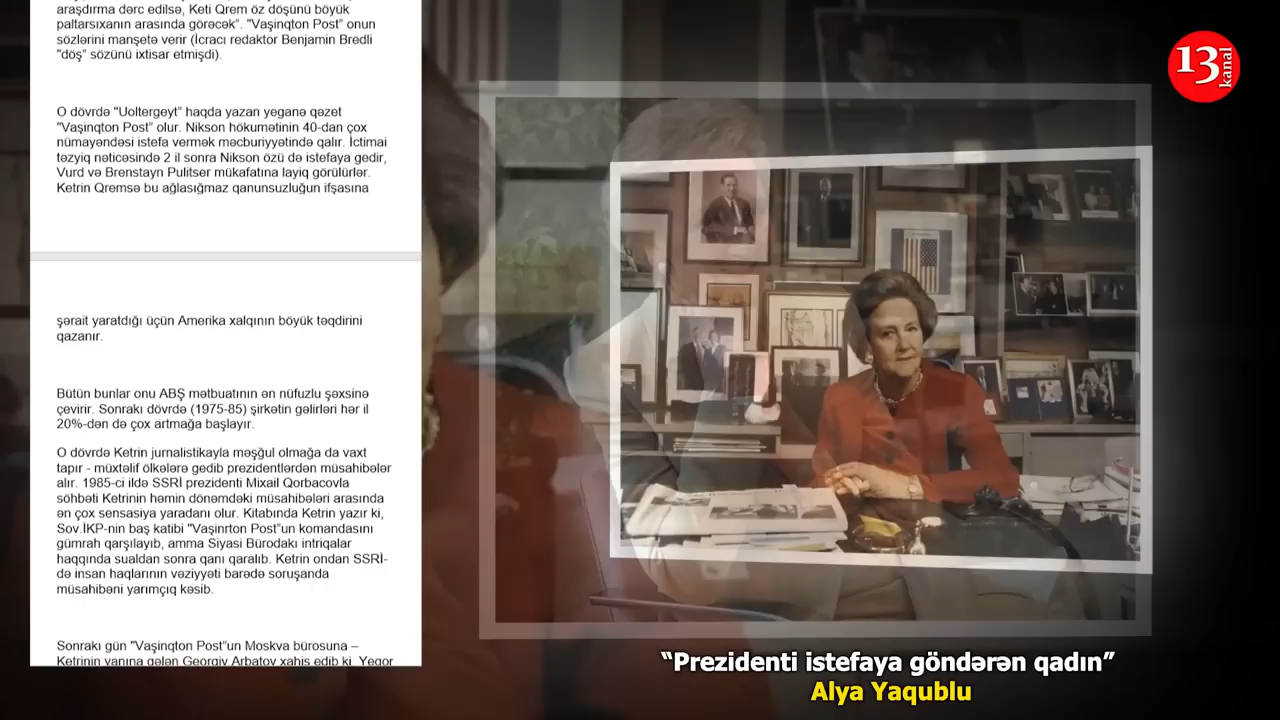 araşdırma dərc edilsə, Keti Qrem öz döşünü böyük
paltarsıxanın arasında görəcək”. "Vaşinqton Post” onun
sözlərini manşetə verir (İcraçı redaktor Benjamin Bredli
"döş” sözünü ixtisar etmişdi).
O dövrdə "Uoltergeyt” haqda yazan yeganə qəzet
"Vaşinqton Post” olur. Nikson hökumətinin 40-dan çox
nümayəndəsi istefa vermək məcburiyyətində qalır. İctimai
təzyiq nəticəsində 2 il sonra Nikson özü də istefaya gedir,
Vurd və Brenstayn Pulitser mükafatına layiq görülürlər.
Ketrin Qremsə bu ağlasığmaz qanunsuzluğun ifşasına
şərait yaratdığı üçün Amerika xalqının böyük təqdirini
qazanır.
Bütün bunlar onu ABŞ mətbuatının ən nüfuzlu şəxsinə
çevirir. Sonrakı dövrdə (1975-85) şirkətin gəlirləri hər il
20%-dən də çox artmağa başlayır.
O dövrdə Ketrin jurnalistikayla məşğul olmağa da vaxt
tapır - müxtəlif ölkələrə gedib prezidentlərdən müsahibələr
alır. 1985-ci ildə SSRİ prezidenti Mixail Qorbaçovla
söhbəti Ketrinin həmin dönəmdəki müsahibələri arasında
ən çox sensasiya yaradanı olur. Kitabında Ketrin yazır ki,
Sov.İKP-nin baş katibi "Vaşinrton Post”un komandasını
gümrah qarşılayıb, amma Siyasi Bürodakı intriqalar
haqqında sualdan sonra qanı qaralıb. Ketrin ondan SSRİ-
də insan haqlarının vəziyyəti barədə soruşanda
müsahibəni yarımçıq kəsib.
Sonrakı gün "Vaşinqton Post”un Moskva bürosuna –
Ketrinin yanına gələn Georgiy Arbatov xahiş edib ki, Yegor
13 kanal
“Prezidenti istefaya göndərən qadın”
Alya Yaqublu